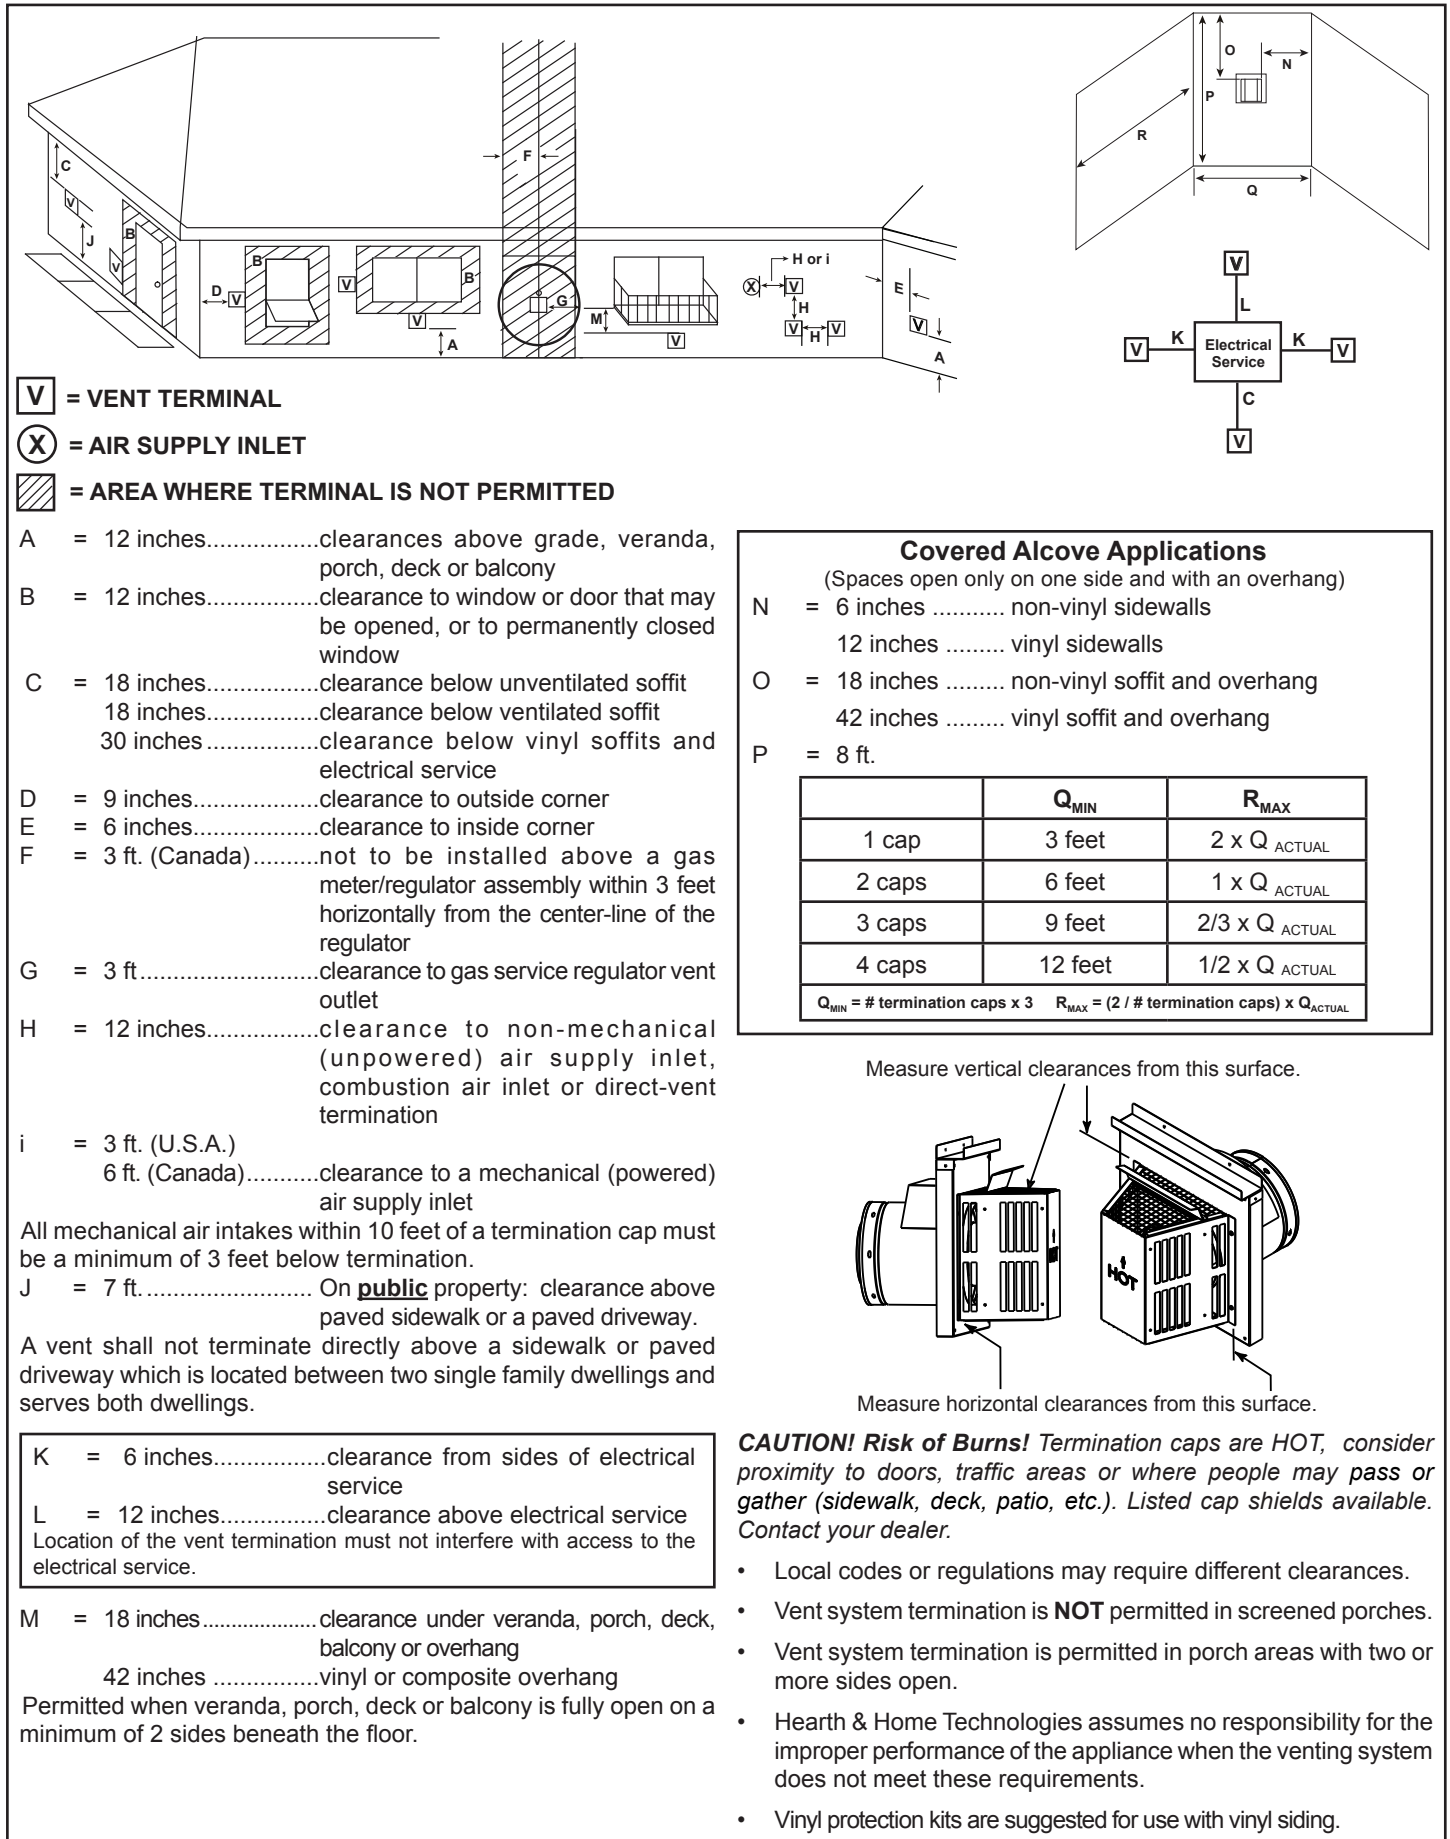 O
N
P
R
Q
C
V
J
B
V
F
H or i
B
D
V
V
B
V
A
G
M
V
X
V
H
V
H
V
E
V
A
V
L
V
K
Electrical
Service
K
V
C
V
V = VENT TERMINAL
X = AIR SUPPLY INLET
= AREA WHERE TERMINAL IS NOT PERMITTED
A = 12 inches..................clearances above grade, veranda,
porch, deck or balcony
B = 12 inches..................clearance to window or door that may
be opened, or to permanently closed
window
C = 18 inches..................clearance below unventilated soffit
18 inches..................clearance below ventilated soffit
30 inches ..................clearance below vinyl soffits and
electrical service
D = 9 inches....................clearance to outside corner
E = 6 inches....................clearance to inside corner
F = 3 ft. (Canada)..........not to be installed above a gas
meter/regulator assembly within 3 feet
horizontally from the center-line of the
regulator
G = 3 ft.............................clearance to gas service regulator vent
outlet
H = 12 inches..................clearance to non-mechanical
(unpowered) air supply inlet,
combustion air inlet or direct-vent
termination
i = 3 ft. (U.S.A.)
6 ft. (Canada)...........clearance to a mechanical (powered)
air supply inlet
All mechanical air intakes within 10 feet of a termination cap must
be a minimum of 3 feet below termination.
J = 7 ft. .......................... On public property: clearance above
paved sidewalk or a paved driveway.
A vent shall not terminate directly above a sidewalk or paved
driveway which is located between two single family dwellings and
serves both dwellings.
K = 6 inches..................clearance from sides of electrical
service
L = 12 inches.................clearance above electrical service
Location of the vent termination must not interfere with access to the
electrical service.
M = 18 inches....................clearance under veranda, porch, deck,
balcony or overhang
42 inches .................vinyl or composite overhang
Permitted when veranda, porch, deck or balcony is fully open on a
minimum of 2 sides beneath the floor.
Covered Alcove Applications
(Spaces open only on one side and with an overhang)
N = 6 inches ........... non-vinyl sidewalls
12 inches ......... vinyl sidewalls
O = 18 inches ......... non-vinyl soffit and overhang
42 inches ......... vinyl soffit and overhang
P = 8 ft.
QMIN RMAX
1 cap 3 feet 2 x Q ACTUAL
2 caps 6 feet 1 x Q ACTUAL
3 caps 9 feet 2/3 x Q ACTUAL
4 caps 12 feet 1/2 x Q ACTUAL
QMIN = # termination caps x 3 RMAX = (2 / # termination caps) x QACTUAL
Measure vertical clearances from this surface.
HOT
Measure horizontal clearances from this surface.
CAUTION! Risk of Burns! Termination caps are HOT, consider
proximity to doors, traffic areas or where people may pass or
gather (sidewalk, deck, patio, etc.). Listed cap shields available.
Contact your dealer.
• Local codes or regulations may require different clearances.
• Vent system termination is NOT permitted in screened porches.
• Vent system termination is permitted in porch areas with two or
more sides open.
• Hearth & Home Technologies assumes no responsibility for the
improper performance of the appliance when the venting system
does not meet these requirements.
• Vinyl protection kits are suggested for use with vinyl siding.